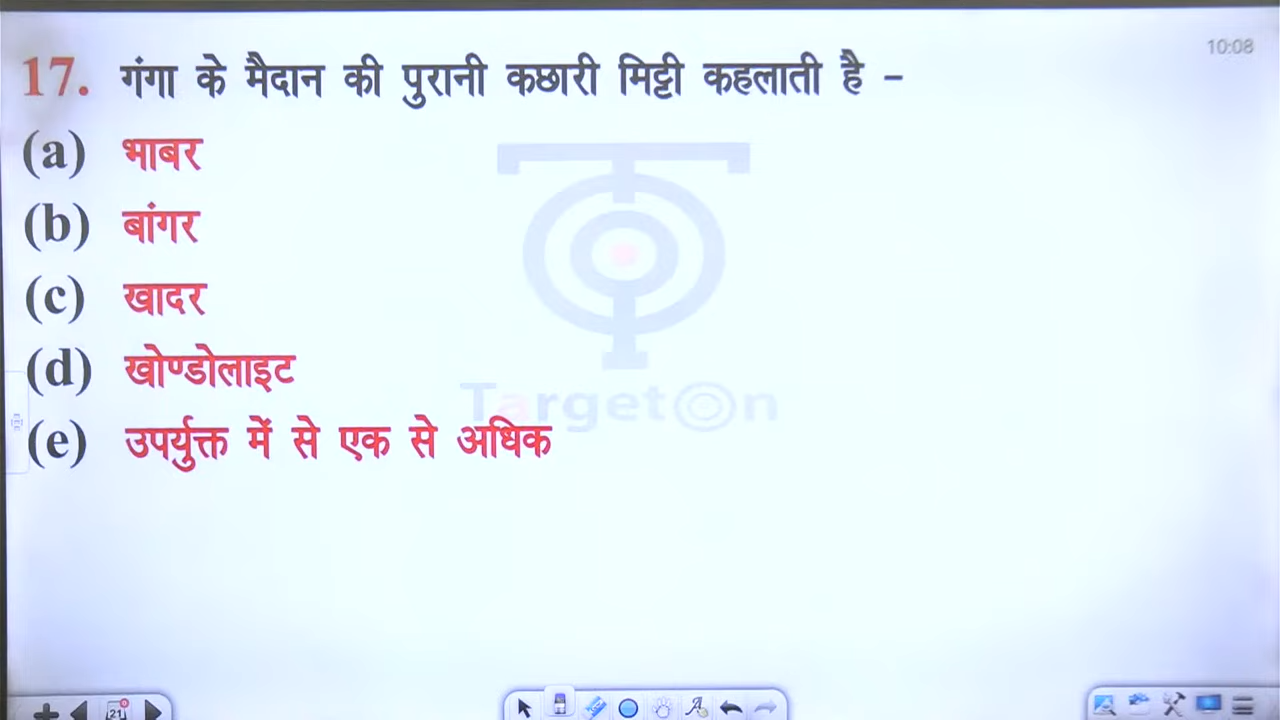 10:08
17. गंगा के मैदान की पुरानी कछारी मिट्टी कहलाती है –
(a) भाबर
(b) बांगर
(c) खादर
(d) खोण्डोलाइट
(e) उपर्युक्त में से एक से अधिक
Target On
21